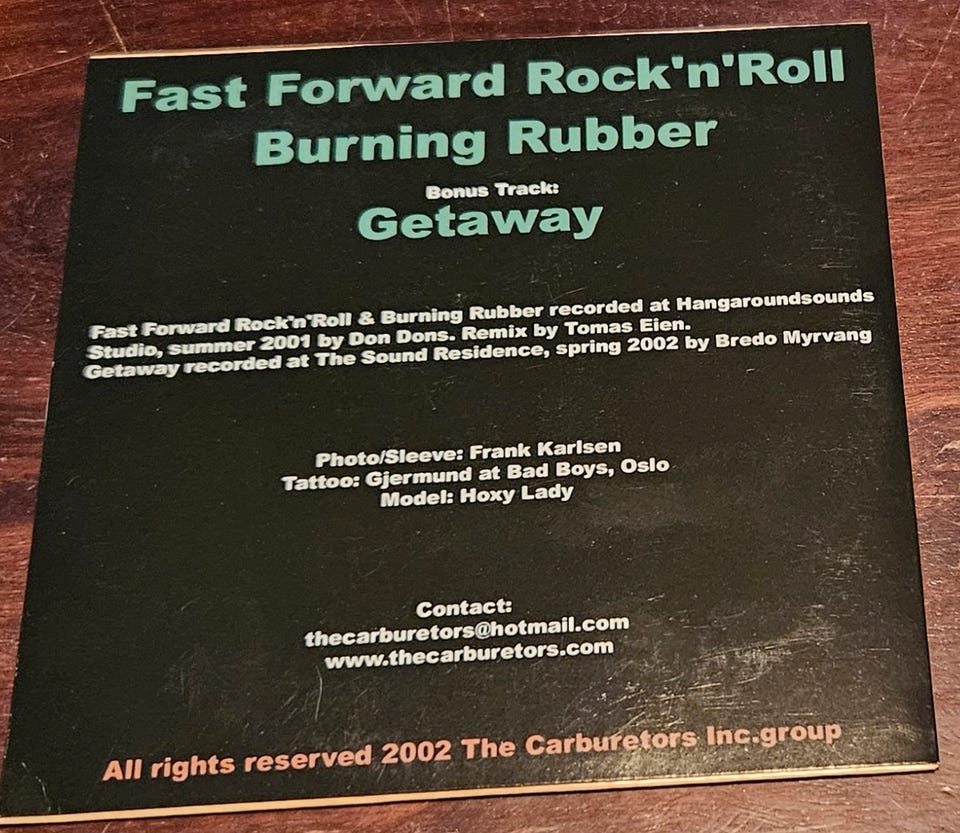 Fast Forward Rock'n'Roll
Burning Rubber
Bonus Track:
Getaway
Fast Forward Rock'n'Roll & Burning Rubber recorded at Hangaroundsounds
Studio, summer 2001 by Don Dons. Remix by Tomas Eien.
Getaway recorded at The Sound Residence, spring 2002 by Bredo Myrvang
Photo/Sleeve: Frank Karlsen
Tattoo: Gjermund at Bad Boys, Oslo
Model: Hoxy Lady
Contact:
thecarburetors@hotmail.com
www.thecarburetors.com
All rights reserved 2002 The Carburetors Inc.group